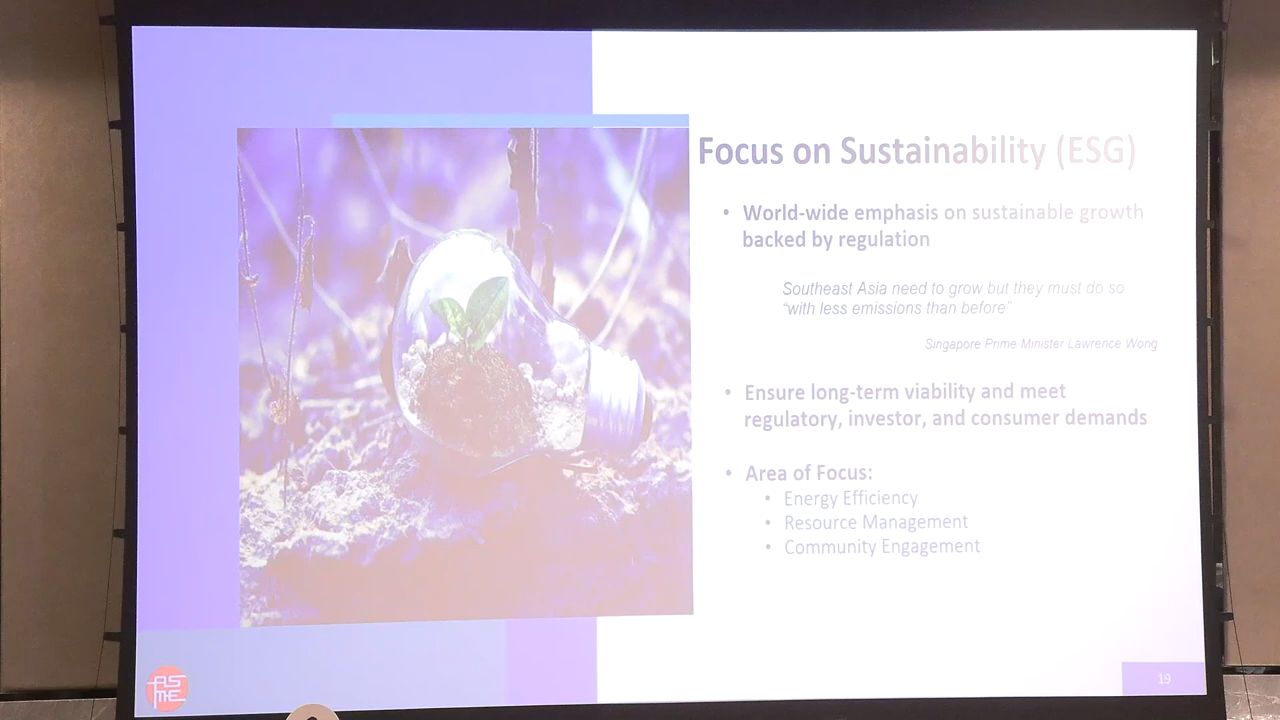 Focus on Sustainability (ESG)
• World-wide emphasis on sustainable growth
backed by regulation
Southeast Asia need to grow but they must do so
“with less emissions than before”
Singapore Prime Minister Lawrence Wong
• Ensure long-term viability and meet
regulatory, investor, and consumer demands
• Area of Focus:
• Energy Efficiency
• Resource Management
• Community Engagement
AS
ME
19